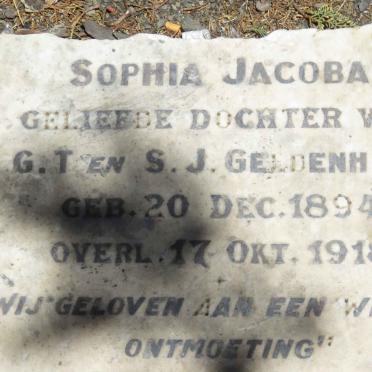 SOPHIA JACOBA
GELIEFDE DOCHTER V
G. T EN S. J. GELDENH
GEB. 20 DEC. 1894
OVERL. 17 OKT. 1918
WIJ GELOVEN AAN EEN
ONTMOETING"